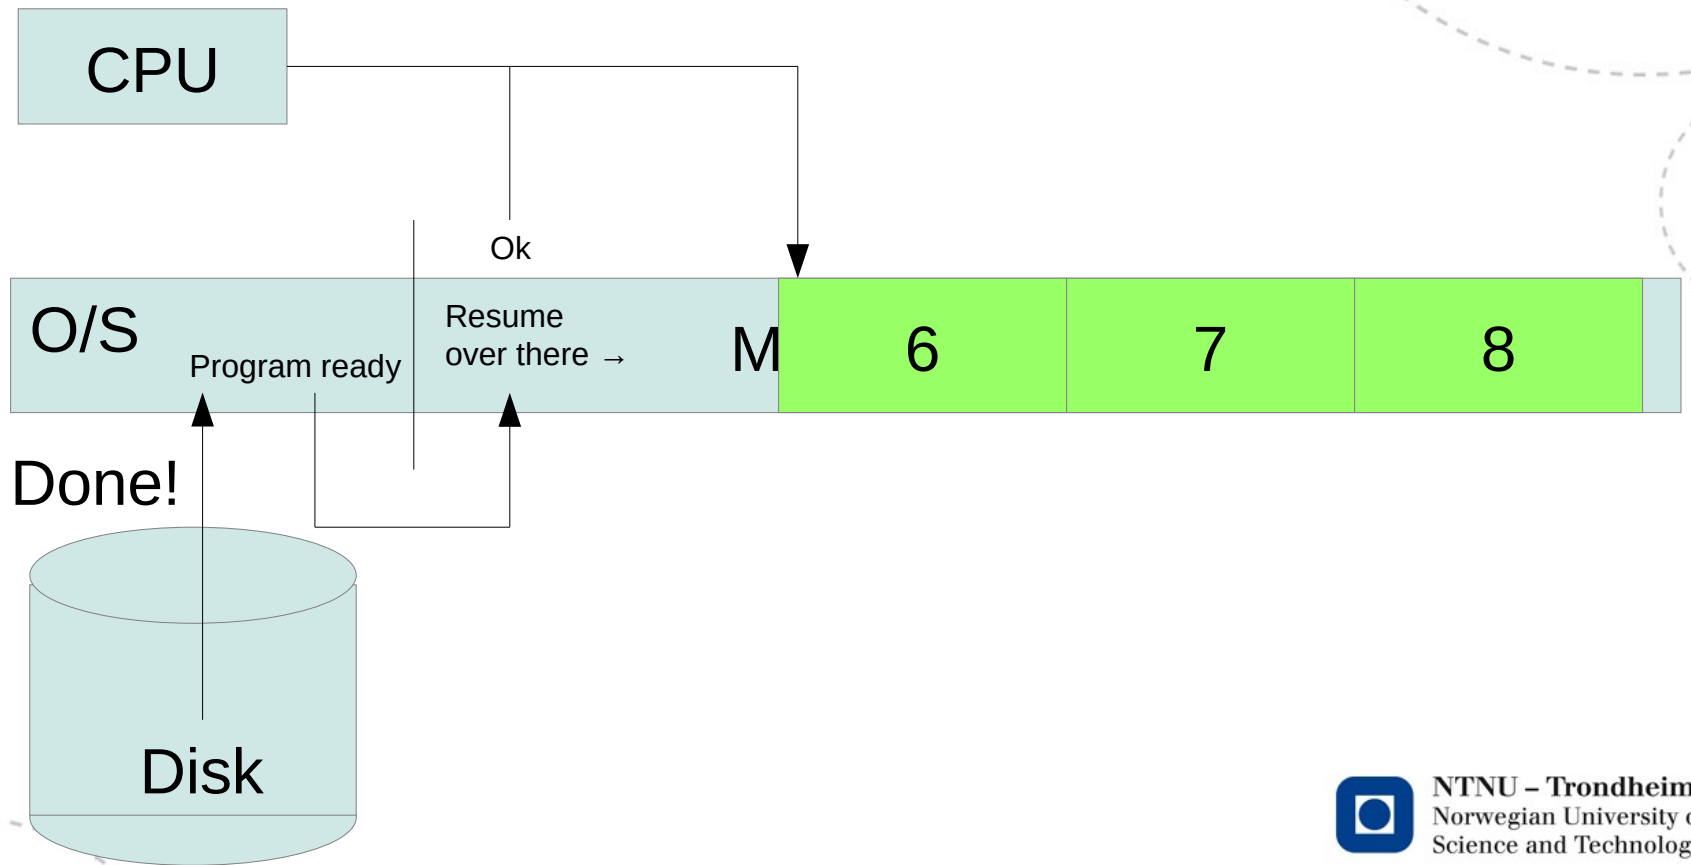 CPU
Ok
O/S
Program ready
Resume
over there →
M
6
7
8
Done!
Disk
NTNU – Trondheim
Norwegian University o
Science and Technolog